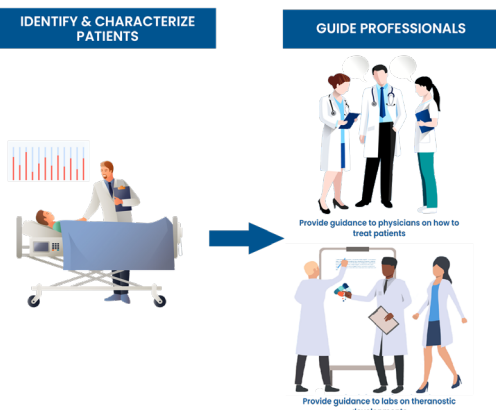 IDENTIFY & CHARACTERIZE
PATIENTS
GUIDE PROFESSIONALS
Provide guidance to physicians on how to
treat patients
Provide guidance to labs on theranostic